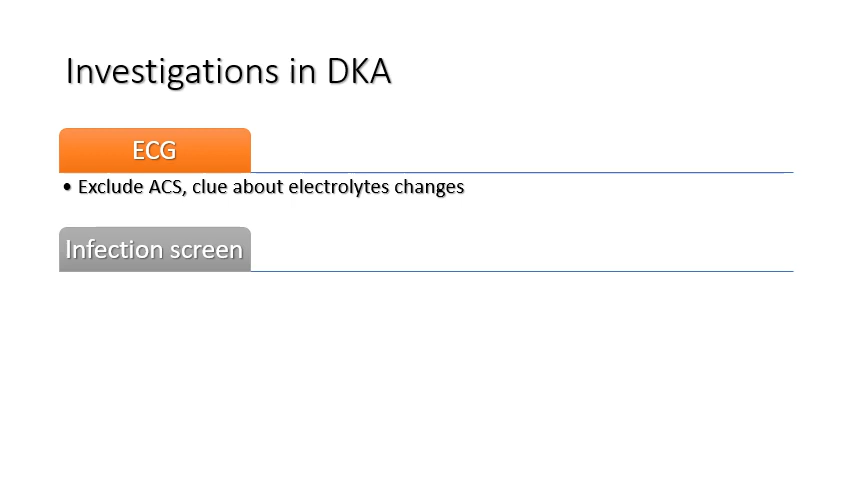 Investigations in DKA
ECG
• Exclude ACS, clue about electrolytes changes
Infection screen